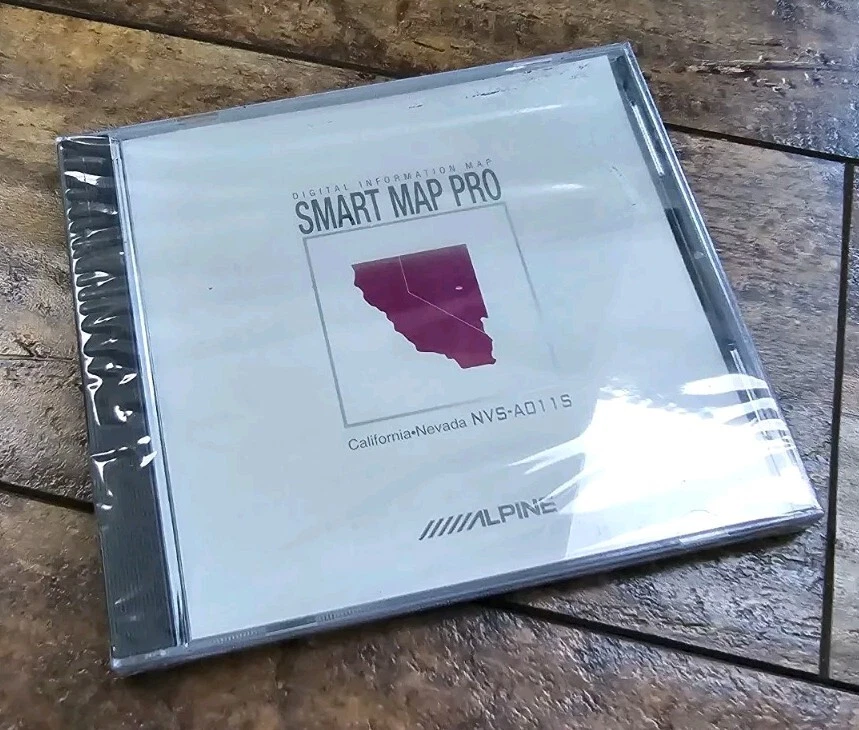 DIGITAL INFORMATION MAP
SMART MAP PRO
California•Nevada NVS-A011S
ALPINE